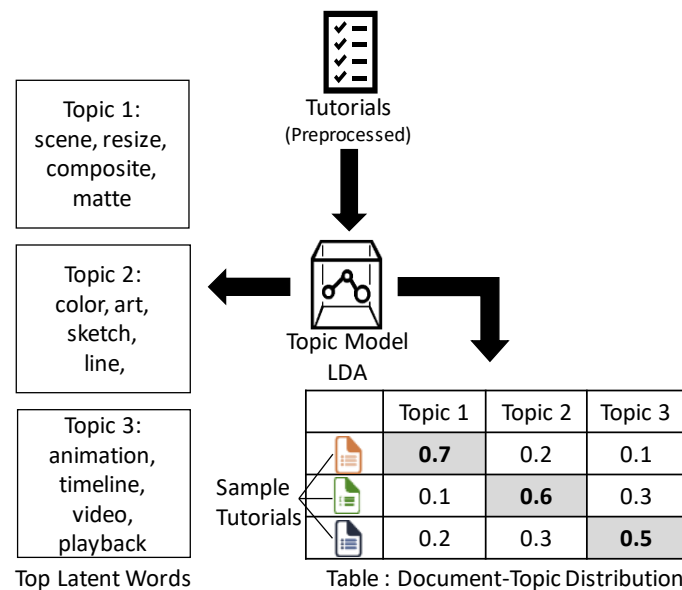 Tutorials
(Preprocessed)
Topic 1:
scene, resize,
composite,
matte
Topic 2:
color, art,
sketch,
line,
Topic 3:
animation,
timeline,
video,
playback
Top Latent Words
Topic Model
LDA
Topic 1 Topic 2 Topic 3
0.7 0.2 0.1
0.1 0.6 0.3
0.2 0.3 0.5
Sample
Tutorials
Table : Document-Topic Distribution